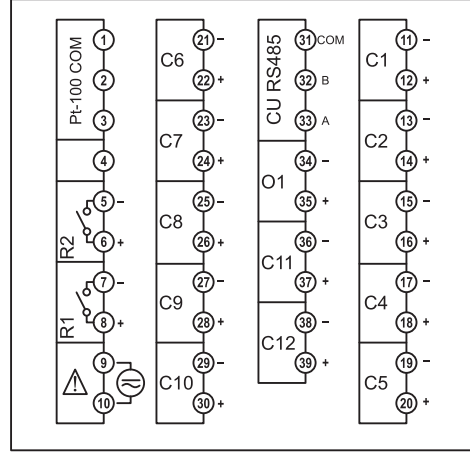 Pt-100 COM
1
2
3
4
R2
5 –
6 +
R1
7 –
8 +
9
10
C6
21 –
22 +
C7
23 –
24 +
C8
25 –
26 +
C9
27 –
28 +
C10
29 –
30 +
CU RS485
31 COM
32 B
33 A
O1
34 –
35 +
C11
36 –
37 +
C12
38 –
39 +
C1
11 –
12 +
C2
13 –
14 +
C3
15 –
16 +
C4
17 –
18 +
C5
19 –
20 +